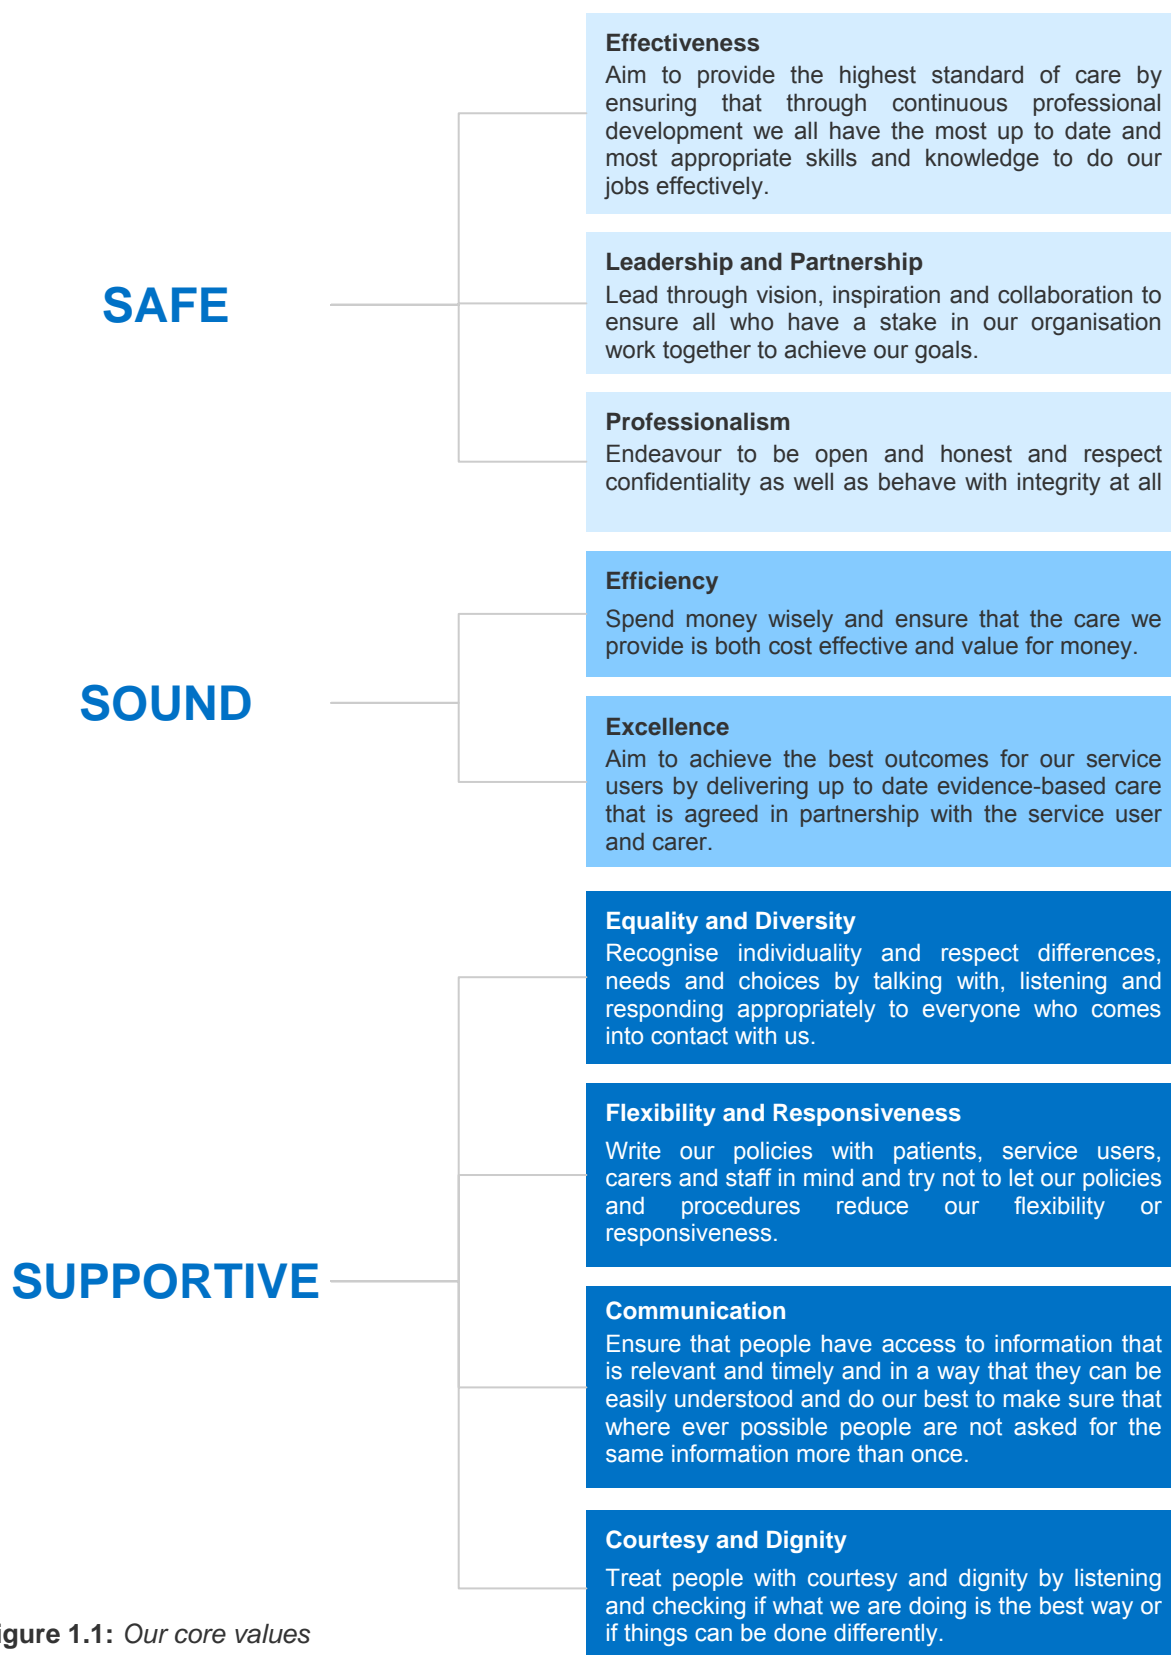 Effectiveness
Aim to provide the highest standard of care by
ensuring that through continuous professional
development we all have the most up to date and
most appropriate skills and knowledge to do our
jobs effectively.
SAFE
Leadership and Partnership
Lead through vision, inspiration and collaboration to
ensure all who have a stake in our organisation
work together to achieve our goals.
Professionalism
Endeavour to be open and honest and respect
confidentiality as well as behave with integrity at all
Efficiency
Spend money wisely and ensure that the care we
provide is both cost effective and value for money.
SOUND
Excellence
Aim to achieve the best outcomes for our service
users by delivering up to date evidence-based care
that is agreed in partnership with the service user
and carer.
Equality and Diversity
Recognise individuality and respect differences,
needs and choices by talking with, listening and
responding appropriately to everyone who comes
into contact with us.
Flexibility and Responsiveness
Write our policies with patients, service users,
carers and staff in mind and try not to let our policies
and procedures reduce our flexibility or
responsiveness.
SUPPORTIVE
Communication
Ensure that people have access to information that
is relevant and timely and in a way that they can be
easily understood and do our best to make sure that
where ever possible people are not asked for the
same information more than once.
Courtesy and Dignity
Treat people with courtesy and dignity by listening
and checking if what we are doing is the best way or
if things can be done differently.
igure 1.1: Our core values